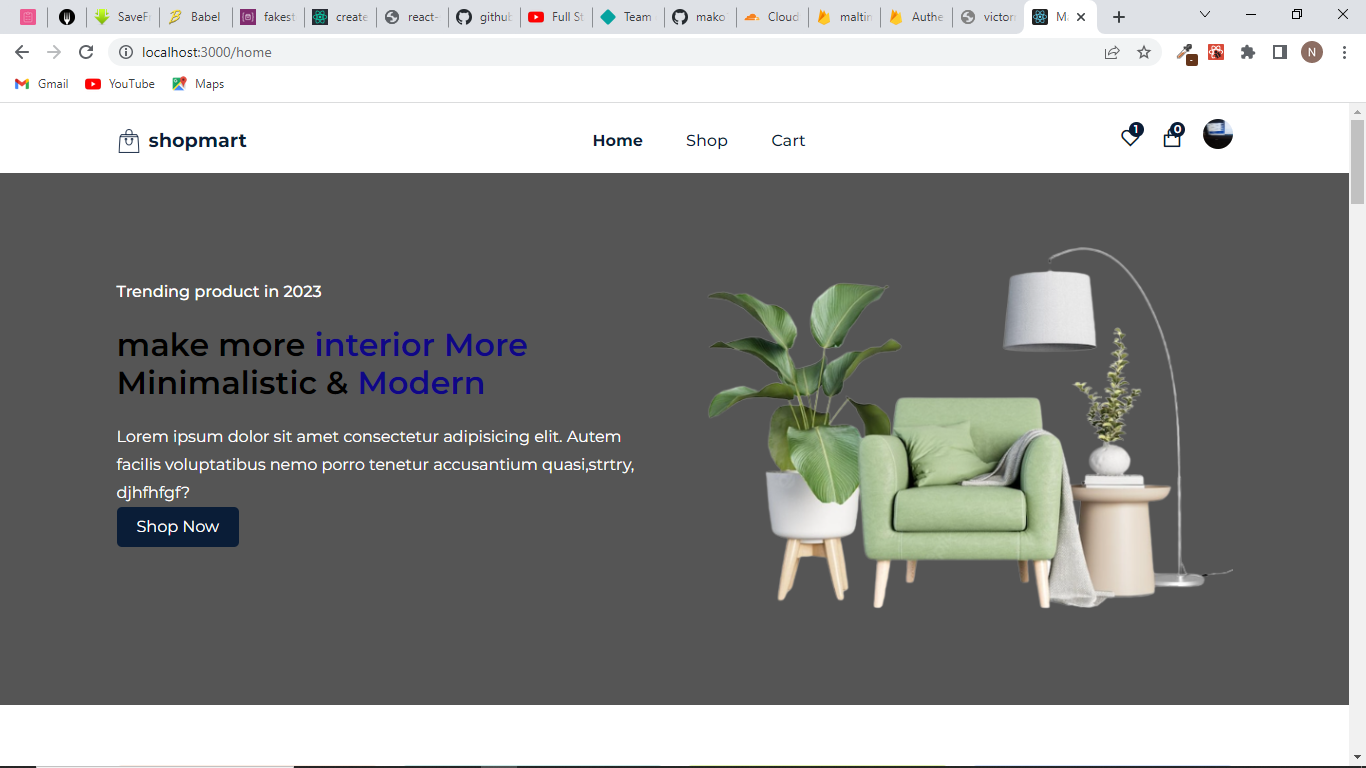 SaveF
Babel
fakest
create
react-
github
Full St
Team
mako
Cloud
maltin
Authe
victor
M
localhost:3000/home
N
Gmail
YouTube
Maps
shopmart
Home
Shop
Cart
1
0
Trending product in 2023
make more interior More
Minimalistic & Modern
Lorem ipsum dolor sit amet consectetur adipisicing elit. Autem
facilis voluptatibus nemo porro tenetur accusantium quasi,strtry,
djhfhfgf?
Shop Now